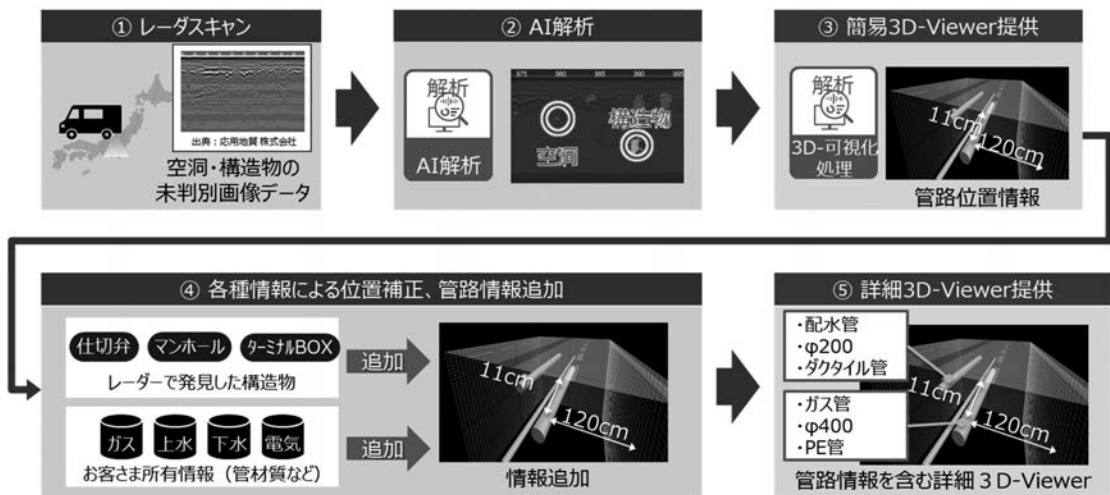 ① レーダスキャン
出典：応用地質 株式会社
空洞・構造物の
未判別画像データ
② AI解析
解析
AI解析
975 980 985 990 995
空洞
構造物
③ 簡易3D-Viewer提供
解析
3D-可視化
処理
11cm
120cm
管路位置情報
④ 各種情報による位置補正、管路情報追加
仕切弁 マンホール ターミナルBOX
レーダーで発見した構造物
追加
ガス 上水 下水 電気
お客さま所有情報（管材質など）
追加
11cm
120cm
情報追加
⑤ 詳細3D-Viewer提供
・配水管
・φ200
・ダクタイル管
・ガス管
・φ400
・PE管
11cm
120cm
管路情報を含む詳細３D-Viewer